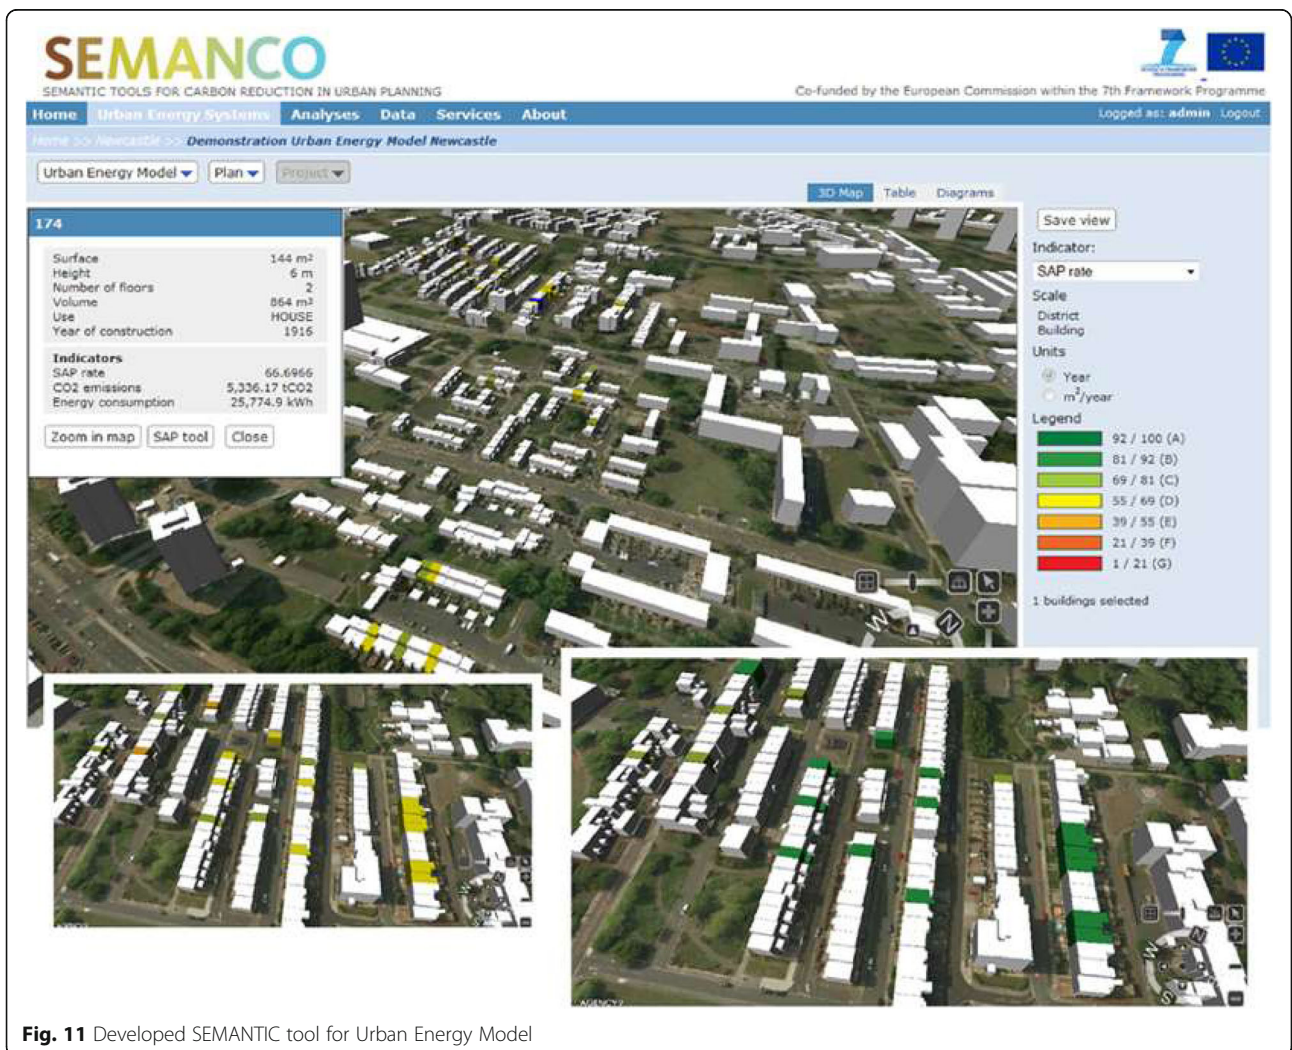 SEMANCO
SEMANTIC TOOLS FOR CARBON REDUCTION IN URBAN PLANNING
Co-funded by the European Commission within the 7th Framework Programme
Home Urban Energy Systems Analyses Data Services About
Logged as: admin Logout
Home >> Newcastle >> Demonstration Urban Energy Model Newcastle
Urban Energy Model Plan Project
3D Map Table Diagrams
174
Surface 144 m²
Height 6 m
Number of floors 2
Volume 864 m³
Use HOUSE
Year of construction 1916
Indicators
SAP rate 66.6966
CO2 emissions 5,336.17 tCO2
Energy consumption 25,774.9 kWh
Zoom in map SAP tool Close
Save view
Indicator:
SAP rate
Scale
District
Building
Units
Year
m²/year
Legend
92 / 100 (A)
81 / 92 (B)
69 / 81 (C)
55 / 69 (D)
39 / 55 (E)
21 / 39 (F)
1 / 21 (G)
1 buildings selected
W N
W N
S
Fig. 11 Developed SEMANTIC tool for Urban Energy Model